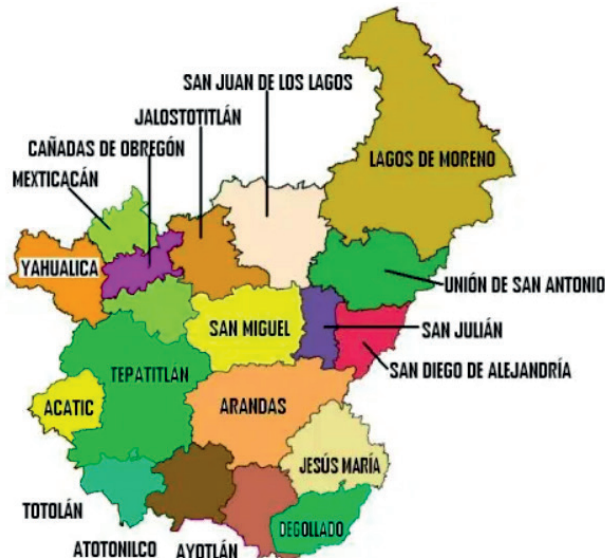 SAN JUAN DE LOS LAGOS
JALOSTOTITLÁN
CAÑADAS DE OBREGÓN
MEXTICACÁN
LAGOS DE MORENO
YAHUALICA
UNIÓN DE SAN ANTONIO
SAN MIGUEL
SAN JULIÁN
SAN DIEGO DE ALEJANDRÍA
TEPATITLÁN
ACATIC
ARANDAS
JESÚS MARÍA
TOTOLÁN
DEGOLLADO
ATOTONILCO
AYOTLÁN